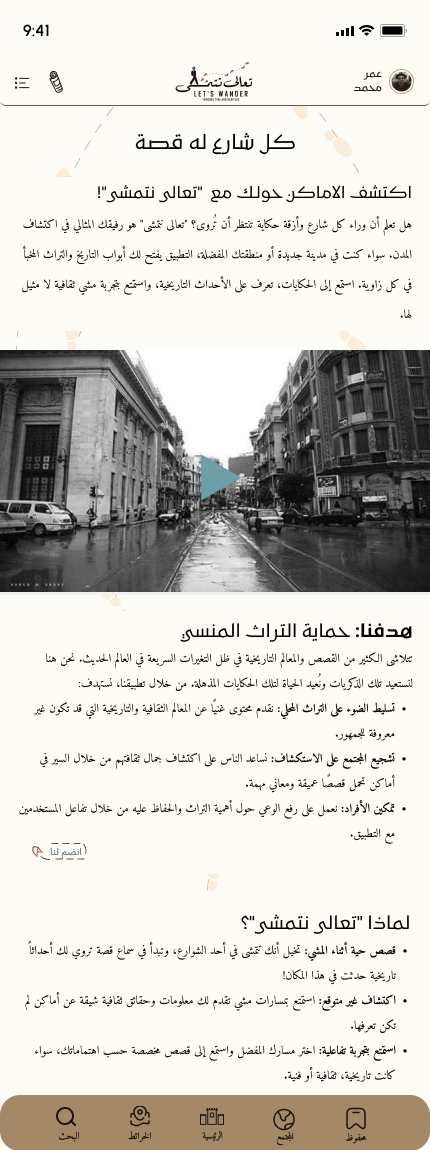 9:41
عمر
محمد
تعالى نتمشى
LET'S WANDER
THROUGH TIME AND HERITAGE
كل شارع له قصة
اكتشف الاماكن حولك مع "تعالى نتمشى"!
هل تعلم أن وراء كل شارع وأزقة حكاية تنتظر أن تُروى؟ "تعالى نتمشى" هو رفيقك المثالي في اكتشاف
المدن. سواء كنت في مدينة جديدة أو منطقتك المفضلة، التطبيق يفتح لك أبواب التاريخ والتراث المخبأ
في كل زاوية. استمع إلى الحكايات، تعرف على الأحداث التاريخية، واستمتع بتجربة مشي ثقافية لا مثيل
لها.
هدفنا: حماية التراث المنسي
تتلاشى الكثير من القصص والمعالم التاريخية في ظل التغيرات السريعة في العالم الحديث. نحن هنا
لنستعيد تلك الذكريات ونُعيد الحياة لتلك الحكايات المذهلة. من خلال تطبيقنا، نستهدف:
• تسليط الضوء على التراث المحلي: نقدم محتوى غنيًا عن المعالم الثقافية والتاريخية التي قد تكون غير
معروفة للجمهور.
• تشجيع المجتمع على الاستكشاف: نساعد الناس على اكتشاف جمال ثقافتهم من خلال السير في
أماكن تحمل قصصًا عميقة ومعاني مهمة.
• تمكين الأفراد: نعمل على رفع الوعي حول أهمية التراث والحفاظ عليه من خلال تفاعل المستخدمين
مع التطبيق.
انضم لنا
لماذا "تعالى نتمشى"؟
• قصص حية أثناء المشي: تخيل أنك تتمشى في أحد الشوارع، وتبدأ في سماع قصة تروي لك أحداثاً
تاريخية حدثت في هذا المكان!
• اكتشاف غير متوقع: استمتع بمسارات مشي تقدم لك معلومات وحقائق ثقافية شيقة عن أماكن لم
تكن تعرفها.
• استمتع بتجربة تفاعلية: اختر مسارك المفضل واستمع إلى قصص مخصصة حسب اهتماماتك، سواء
كانت تاريخية، ثقافية أو فنية.
محفوظ
المجتمع
الرئيسية
الخرائط
البحث